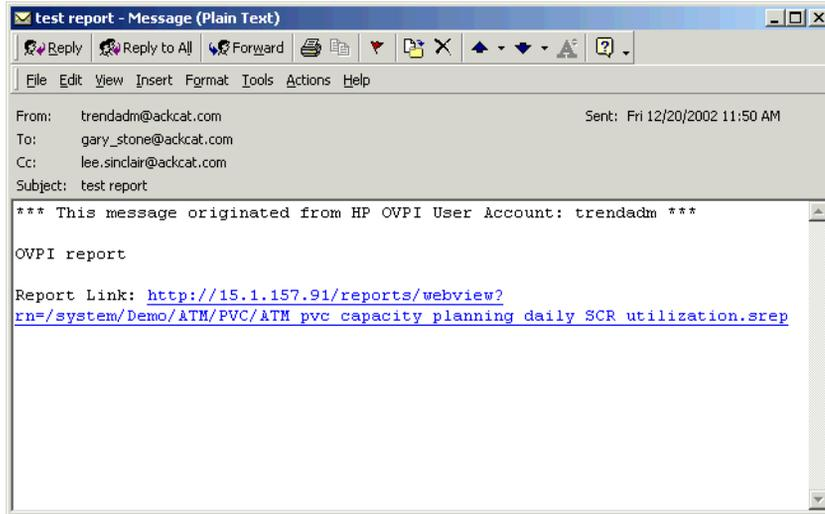 test report - Message (Plain Text)
Reply Reply to All Forward
File Edit View Insert Format Tools Actions Help
From: trendadm@ackcat.com Sent: Fri 12/20/2002 11:50 AM
To: gary_stone@ackcat.com
Cc: lee.sinclair@ackcat.com
Subject: test report
*** This message originated from HP OVPI User Account: trendadm ***
OVPI report
Report Link: http://15.1.157.91/reports/webview?
rn=/system/Demo/ATM/PVC/ATM pvc capacity planning daily SCR utilization.srep